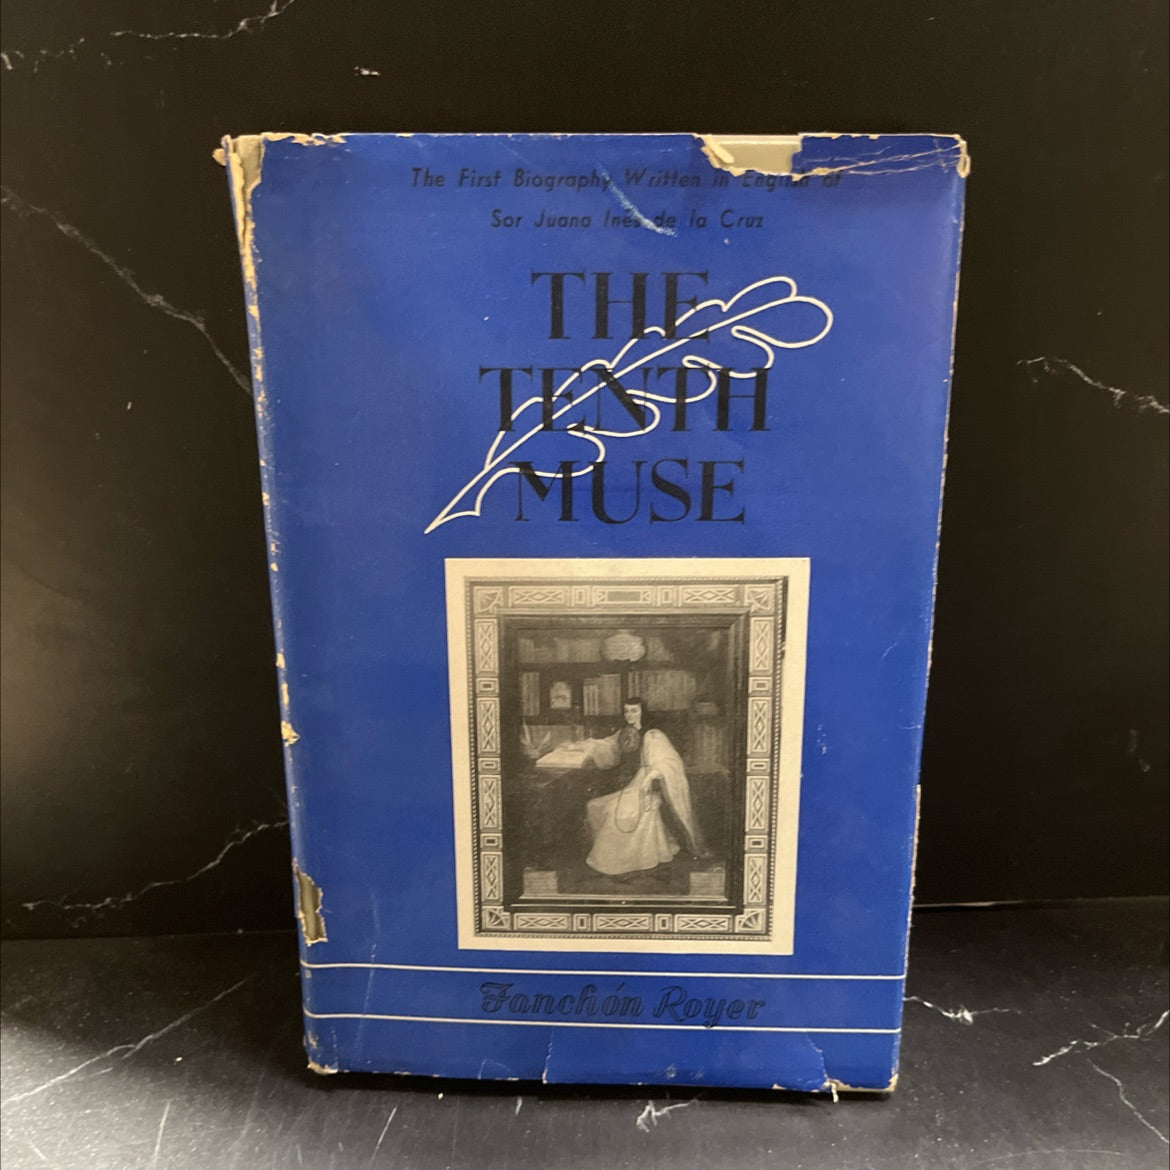 The First Biography Written in English of
Sor Juana Inés de la Cruz
THE
TENTH
MUSE
Fanchón Royer